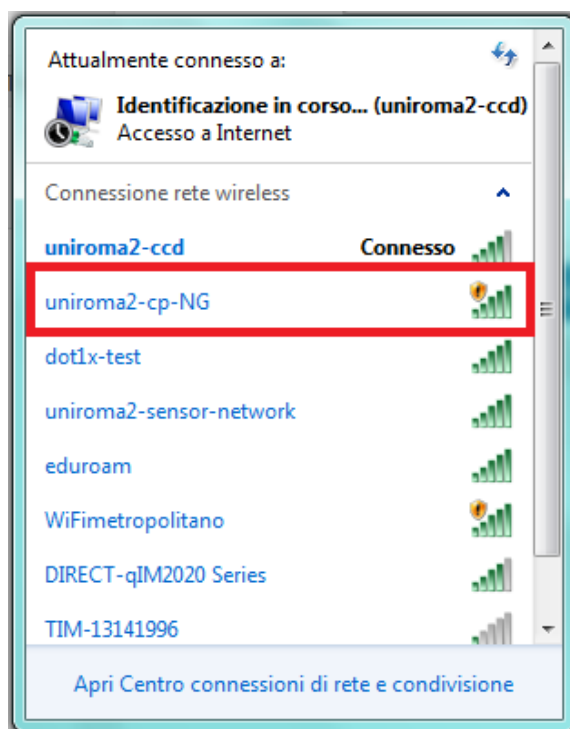 Attualmente connesso a:
Identificazione in corso... (uniroma2-ccd)
Accesso a Internet
Connessione rete wireless
uniroma2-ccd Connesso
uniroma2-cp-NG
dot1x-test
uniroma2-sensor-network
eduroam
WiFimetropolitano
DIRECT-qIM2020 Series
TIM-13141996
Apri Centro connessioni di rete e condivisione